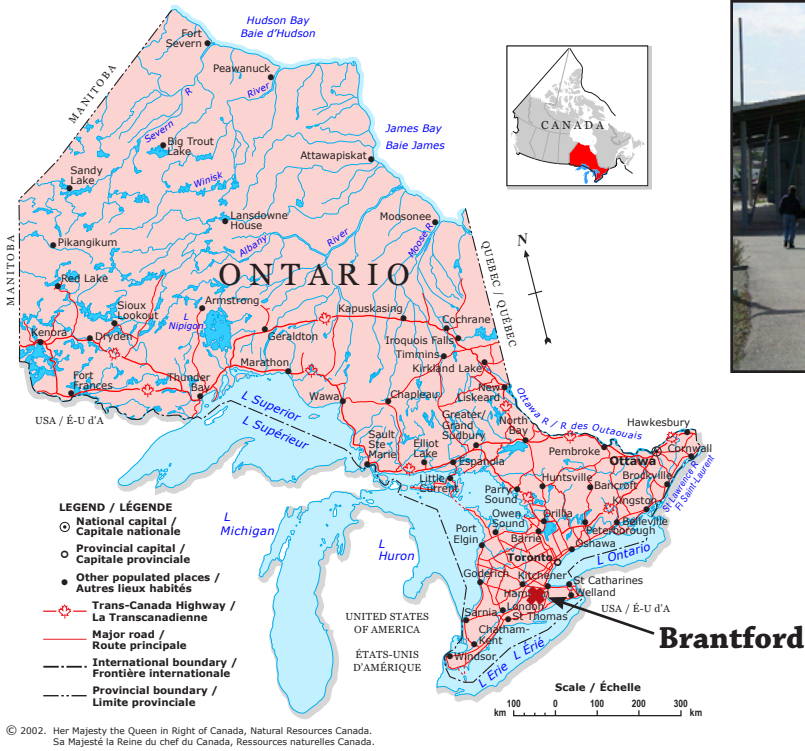 Hudson Bay
Baie d'Hudson
Fort
Severn
MANITOBA
Peawanuck
River
Severn
R
James Bay
Baie James
Big Trout
Lake
Attawapiskat
CANADA
Sandy
Lake
Winisk
Lansdowne
House
Moosonee
Pikangikum
Albany
River
Moose R
MANITOBA
QUEBEC / QUÉBEC
N
ONTARIO
Red Lake
Sioux
Lookout
Armstrong
L
Nipigon
Kapuskasing
Cochrane
Kenora
Dryden
Geraldton
Iroquois Falls
Timmins
Marathon
Kirkland Lake
Fort
Frances
Thunder
Bay
Wawa
Chapleau
New
Liskeard
USA / É-U d'A
L Superior
L Supérieur
Greater/
Grand
Sudbury
North
Bay
Ottawa R / R des Outaouais
Hawkesbury
Sault
Ste
Marie
Elliot
Lake
Espanola
Pembroke
Ottawa
Cornwall
Little
Current
Parry
Sound
Huntsville
Bancroft
Brockville
St Lawrence R
Fl Saint-Laurent
Kingston
L
Michigan
L
Huron
Owen
Sound
Orillia
Belleville
Port
Elgin
Barrie
Peterborough
Toronto
Oshawa
L Ontario
Goderich
Kitchener
St Catharines
Hamilton
Welland
UNITED STATES
OF AMERICA
Sarnia
London
St Thomas
USA / É-U d'A
ÉTATS-UNIS
D'AMÉRIQUE
Chatham-
Kent
Windsor
L Erie
L Érié
Brantford
LEGEND / LÉGENDE
National capital /
Capitale nationale
Provincial capital /
Capitale provinciale
Other populated places /
Autres lieux habités
Trans-Canada Highway /
La Transcanadienne
Major road /
Route principale
International boundary /
Frontière internationale
Provincial boundary /
Limite provinciale
Scale / Échelle
km 100 0 100 200 300 km
© 2002. Her Majesty the Queen in Right of Canada, Natural Resources Canada.
Sa Majesté la Reine du chef du Canada, Ressources naturelles Canada.